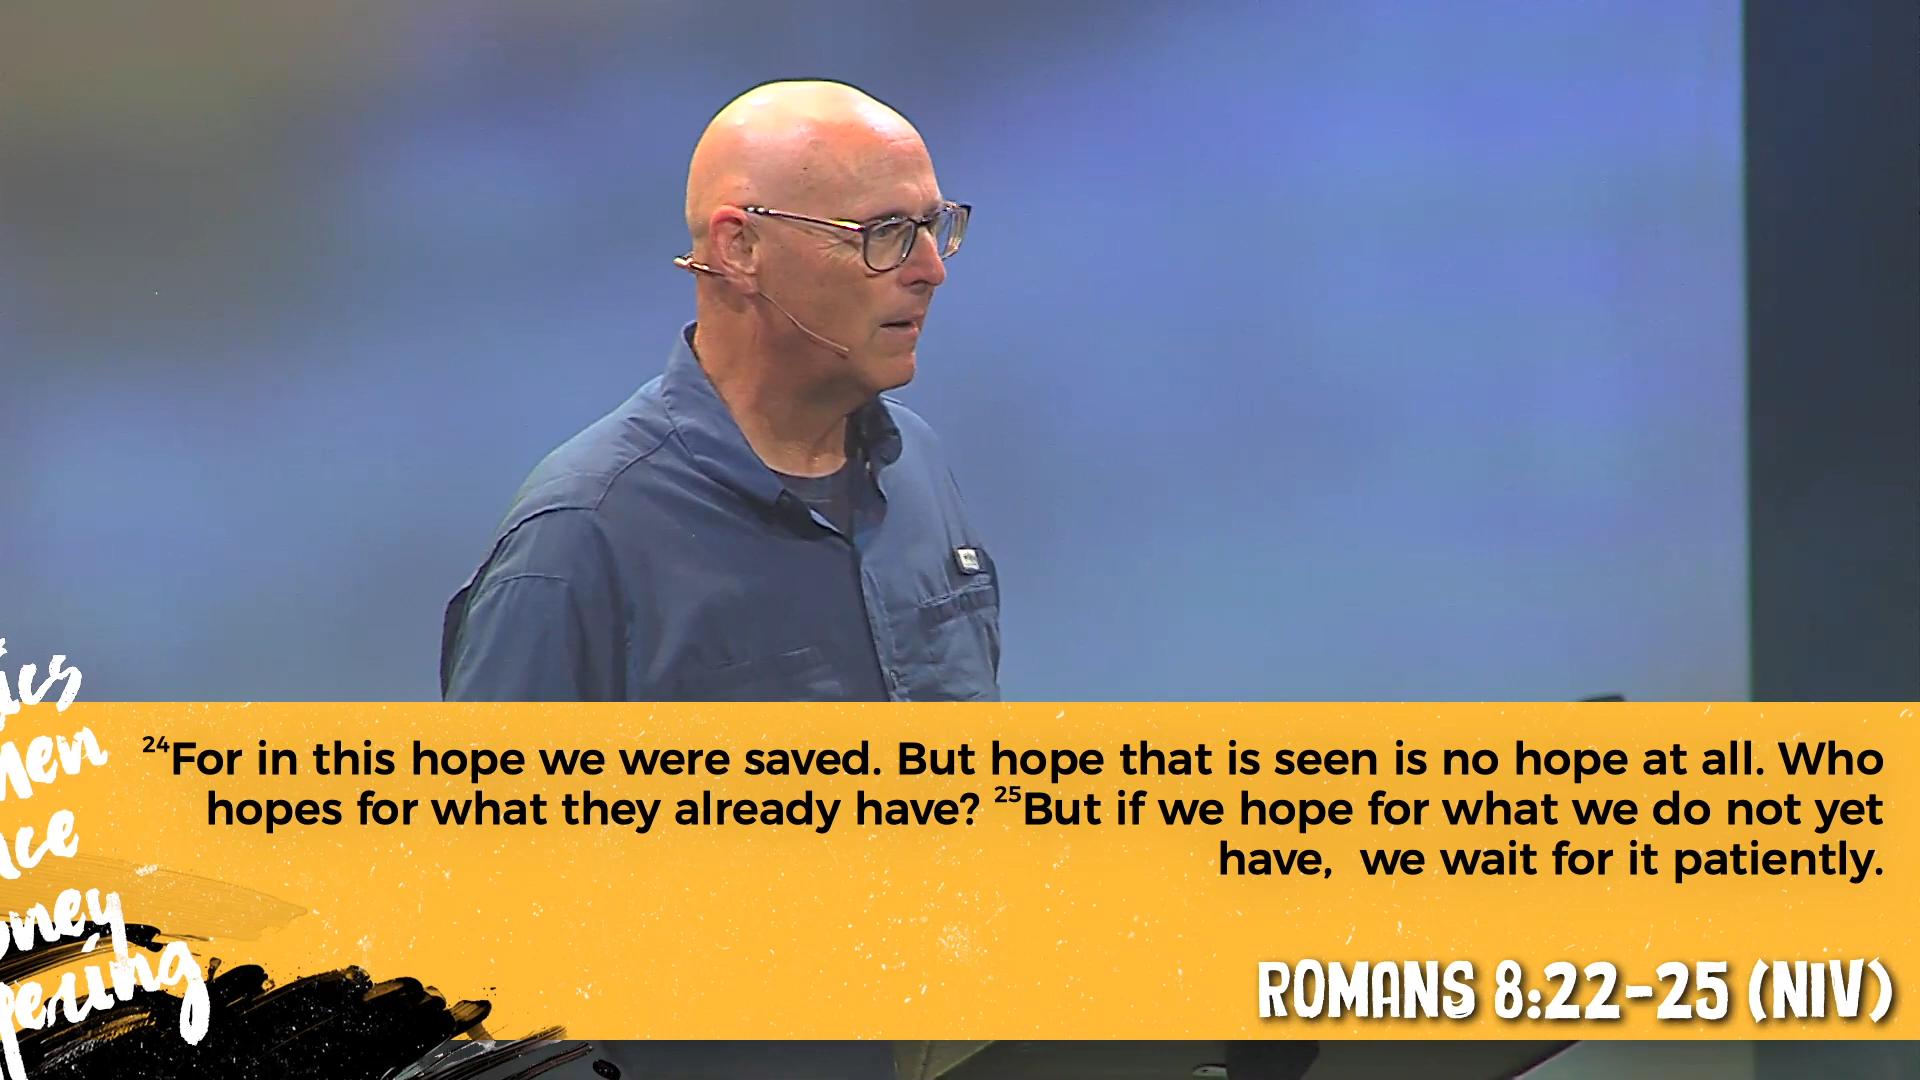 ²⁴For in this hope we were saved. But hope that is seen is no hope at all. Who
hopes for what they already have? ²⁵But if we hope for what we do not yet
have, we wait for it patiently.
ROMANS 8:22-25 (NIV)